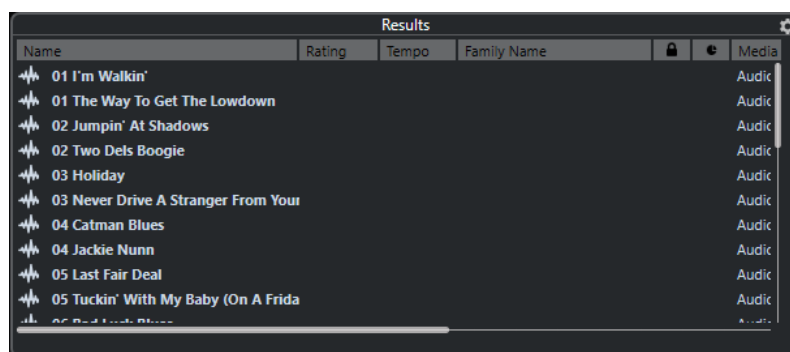 Results
Name Rating Tempo Family Name Media
01 I'm Walkin' Audic
01 The Way To Get The Lowdown Audic
02 Jumpin' At Shadows Audic
02 Two Dels Boogie Audic
03 Holiday Audic
03 Never Drive A Stranger From Your Audic
04 Catman Blues Audic
04 Jackie Nunn Audic
05 Last Fair Deal Audic
05 Tuckin' With My Baby (On A Frida Audic